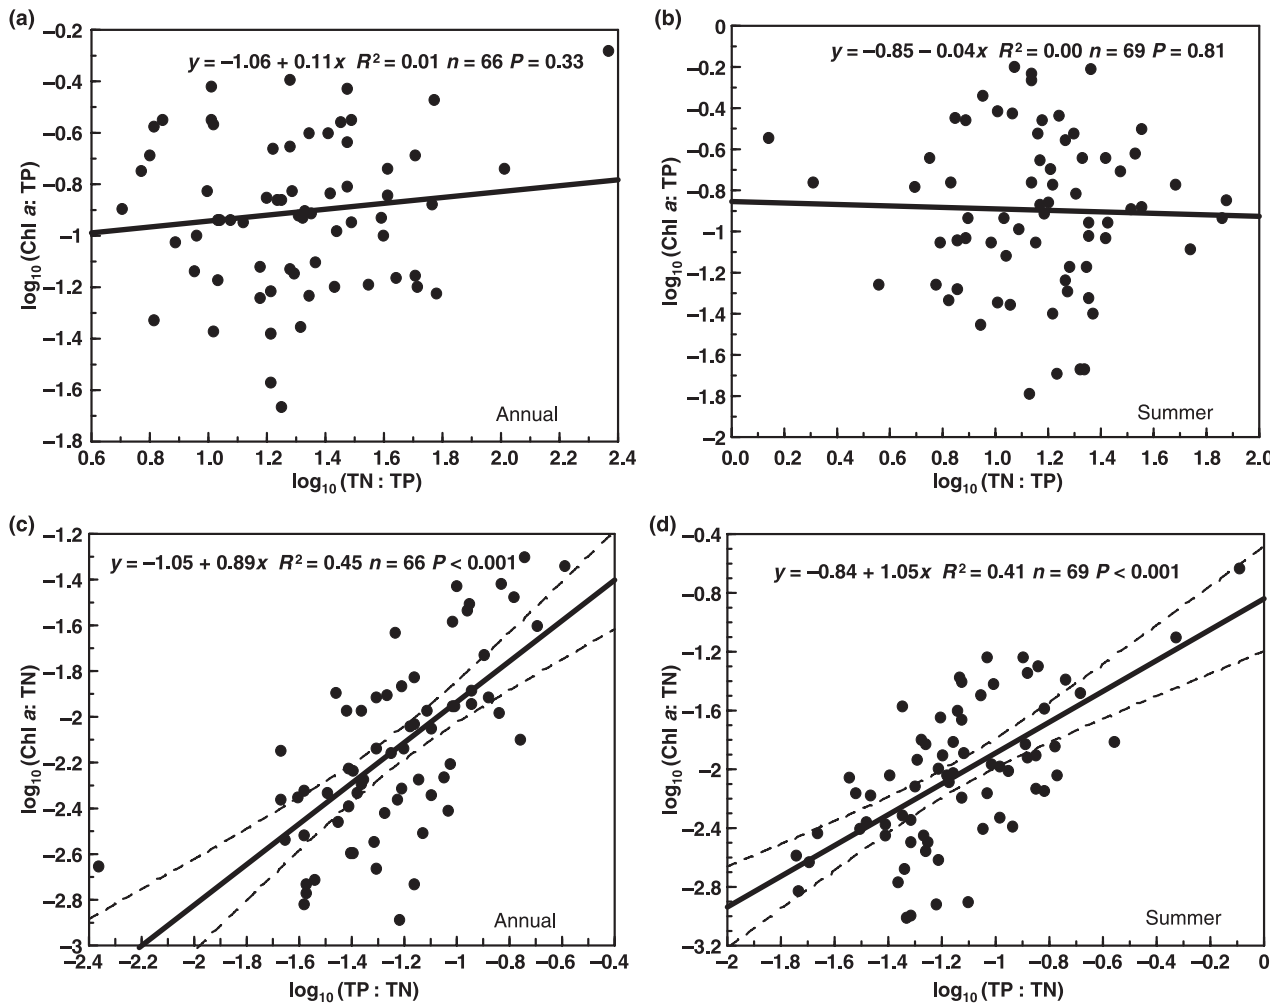 (a)
y = −1.06 + 0.11x R² = 0.01 n = 66 P = 0.33
−0.2
−0.4
−0.6
−0.8
−1
−1.2
−1.4
−1.6
−1.8
log₁₀ (Chl a: TP)
Annual
0.6 0.8 1.0 1.2 1.4 1.6 1.8 2.0 2.2 2.4
log₁₀ (TN : TP)
(b)
y = −0.85 − 0.04x R² = 0.00 n = 69 P = 0.81
0
−0.2
−0.4
−0.6
−0.8
−1
−1.2
−1.4
−1.6
−1.8
−2
log₁₀ (Chl a: TP)
Summer
0.0 0.2 0.4 0.6 0.8 1.0 1.2 1.4 1.6 1.8 2.0
log₁₀ (TN : TP)
(c)
y = −1.05 + 0.89x R² = 0.45 n = 66 P < 0.001
−1.2
−1.4
−1.6
−1.8
−2
−2.2
−2.4
−2.6
−2.8
−3
log₁₀ (Chl a: TN)
Annual
−2.4 −2.2 −2 −1.8 −1.6 −1.4 −1.2 −1 −0.8 −0.6 −0.4
log₁₀ (TP : TN)
(d)
y = −0.84 + 1.05x R² = 0.41 n = 69 P < 0.001
−0.4
−0.8
−1.2
−1.6
−2
−2.4
−2.8
−3.2
log₁₀ (Chl a: TN)
Summer
−2 −1.8 −1.6 −1.4 −1.2 −1 −0.8 −0.6 −0.4 −0.2 0
log₁₀ (TP : TN)